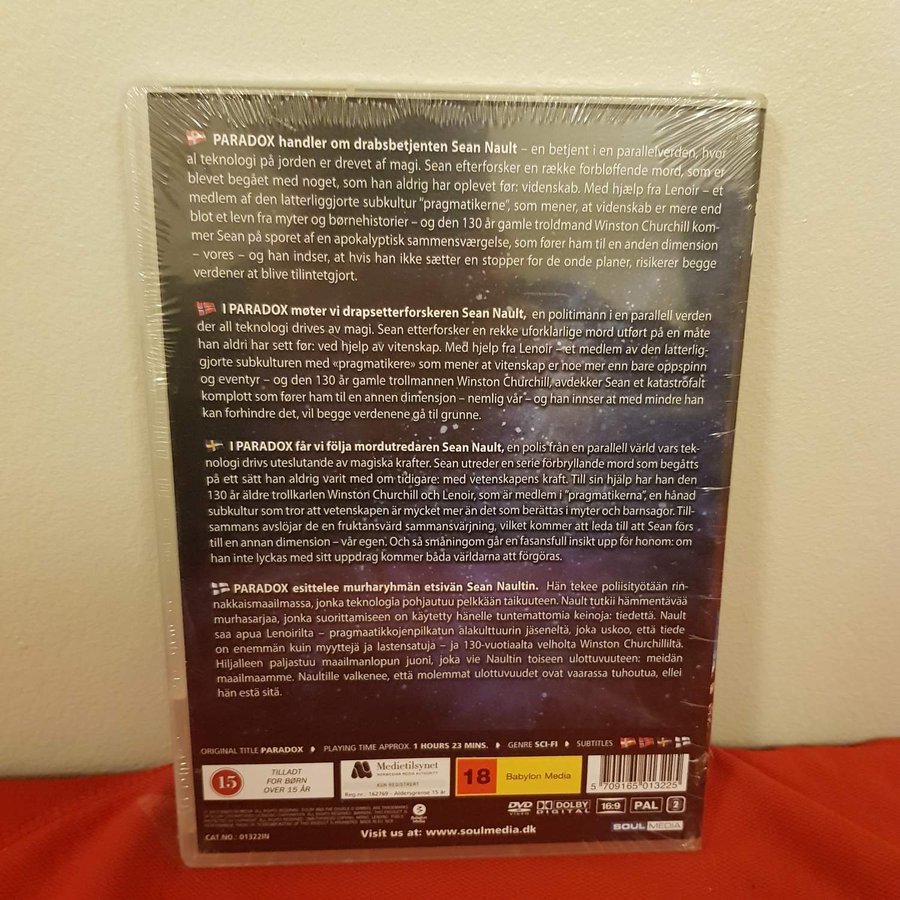 PARADOX handler om drabsbetjenten Sean Nault – en betjent i en parallelverden, hvor
al teknologi på jorden er drevet af magi. Sean efterforsker en række forbløffende mord, som er
blevet begået med noget, som han aldrig har oplevet før: videnskab. Med hjælp fra Lenoir – et
medlem af den latterliggjorte subkultur "pragmatikerne", som mener, at videnskab er mere end
blot et levn fra myter og børnehistorier – og den 130 år gamle troldmand Winston Churchill kom-
mer Sean på sporet af en apokalyptisk sammensværgelse, som fører ham til en anden dimension
– vores – og han indser, at hvis han ikke sætter en stopper for de onde planer, risikerer begge
verdener at blive tilintetgjort.
I PARADOX møter vi drapsetterforskeren Sean Nault, en politimann i en parallell verden
der all teknologi drives av magi. Sean etterforsker en rekke uforklarlige mord utført på en måte
han aldri har sett før: ved hjelp av vitenskap. Med hjelp fra Lenoir – et medlem av den latterlig-
gjorte subkulturen med «pragmatikere» som mener at vitenskap er noe mer enn bare oppspinn
og eventyr – og den 130 år gamle trollmannen Winston Churchill, avdekker Sean et katastrofalt
komplott som fører ham til en annen dimensjon – nemlig vår – og han innser at med mindre han
kan forhindre det, vil begge verdenene gå til grunne.
I PARADOX får vi följa mordutredaren Sean Nault, en polis från en parallell värld vars tek-
nologi drivs uteslutande av magiska krafter. Sean utreder en serie förbryllande mord som begåtts
på ett sätt han aldrig varit med om tidigare: med vetenskapens kraft. Till sin hjälp har han den
130 år äldre trollkarlen Winston Churchill och Lenoir, som är medlem i "pragmatikerna", en hånad
subkultur som tror att vetenskapen är mycket mer än det som berättas i myter och barnsagor. Till-
sammans avslöjar de en fruktansvärd sammansvärjning, vilket kommer att leda till att Sean förs
till en annan dimension – vår egen. Och så småningom går en fasansfull insikt upp för honom: om
han inte lyckas med sitt uppdrag kommer båda världarna att förgöras.
PARADOX esittelee murharyhmän etsivän Sean Naultin. Hän tekee poliisityötään rin-
nakkaismaailmassa, jonka teknologia pohjautuu pelkkään taikuuteen. Nault tutkii hämmentävää
murhasarjaa, jonka suorittamiseen on käytetty hänelle tuntemattomia keinoja: tiedettä. Nault
saa apua Lenoirilta – pragmaatikkojenpilkatun alakulttuurin jäseneltä, joka uskoo, että tiede
on enemmän kuin myyttejä ja lastensatuja – ja 130-vuotiaalta velholta Winston Churchilliltä.
Hiljalleen paljastuu maailmanlopun juoni, joka vie Naultin toiseen ulottuvuuteen: meidän
maailmaamme. Naultille valkenee, että molemmat ulottuvuudet ovat vaarassa tuhoutua, ellei
hän estä sitä.
ORIGINAL TITLE PARADOX PLAYING TIME APPROX. 1 HOURS 23 MINS. GENRE SCI-FI SUBTITLES
15 TILLADT
FOR BØRN
OVER 15 ÅR
Medietilsynet
NORWEGIAN MEDIA AUTHORITY
KUN REGISTRERT
Reg.nr.: 162769 - Aldersgrense 15 år
18 Babylon Media
5 709165 013225
DVD VIDEO DOLBY DIGITAL 16:9 PAL 2
CAT.NO.: 01322IN
Visit us at: www.soulmedia.dk
SOUL MEDIA